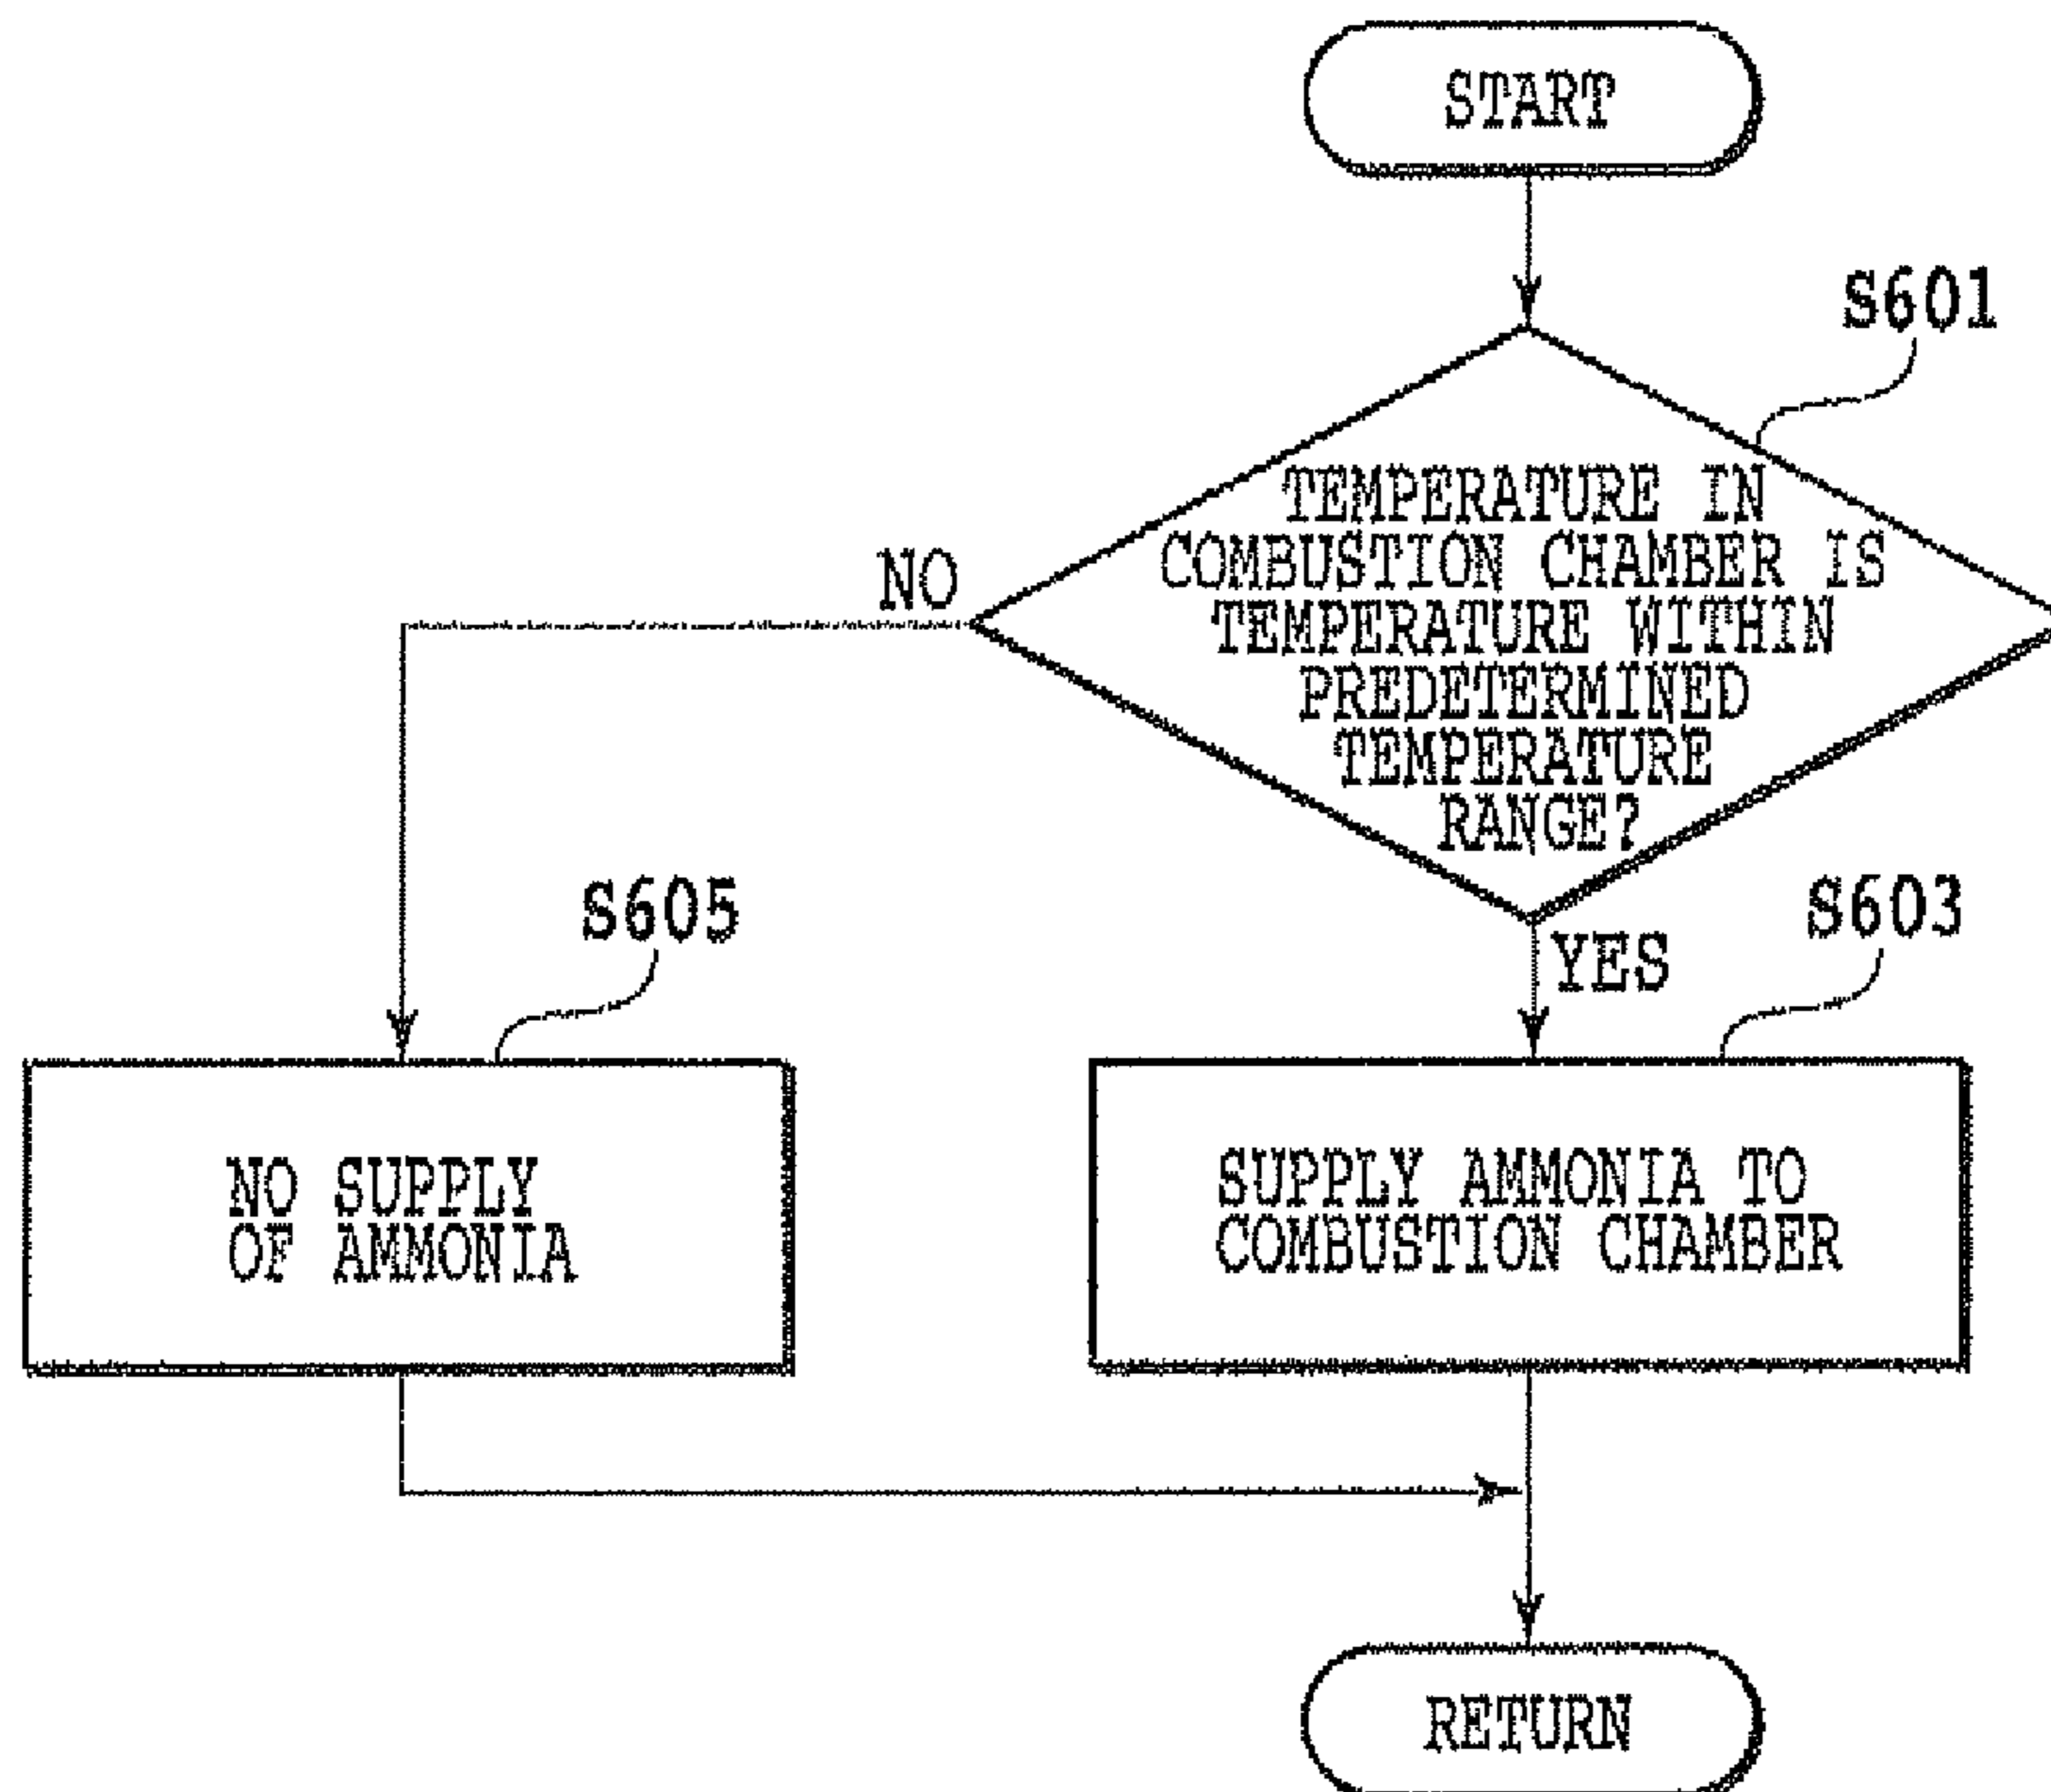 START
S601
TEMPERATURE IN
COMBUSTION CHAMBER IS
TEMPERATURE WITHIN
PREDETERMINED
TEMPERATURE
RANGE?
NO
YES
S605
S603
NO SUPPLY
OF AMMONIA
SUPPLY AMMONIA TO
COMBUSTION CHAMBER
RETURN